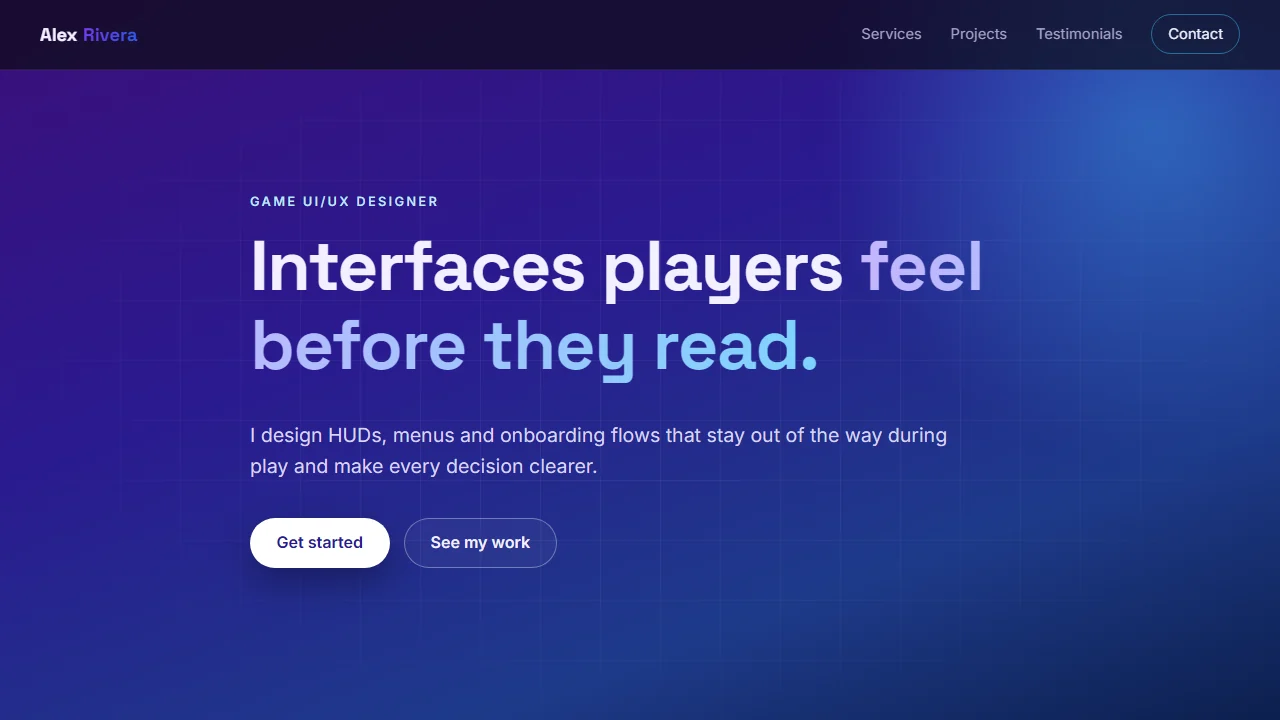 Alex Rivera
Services
Projects
Testimonials
Contact
GAME UI/UX DESIGNER
Interfaces players feel
before they read.
I design HUDs, menus and onboarding flows that stay out of the way during
play and make every decision clearer.
Get started
See my work